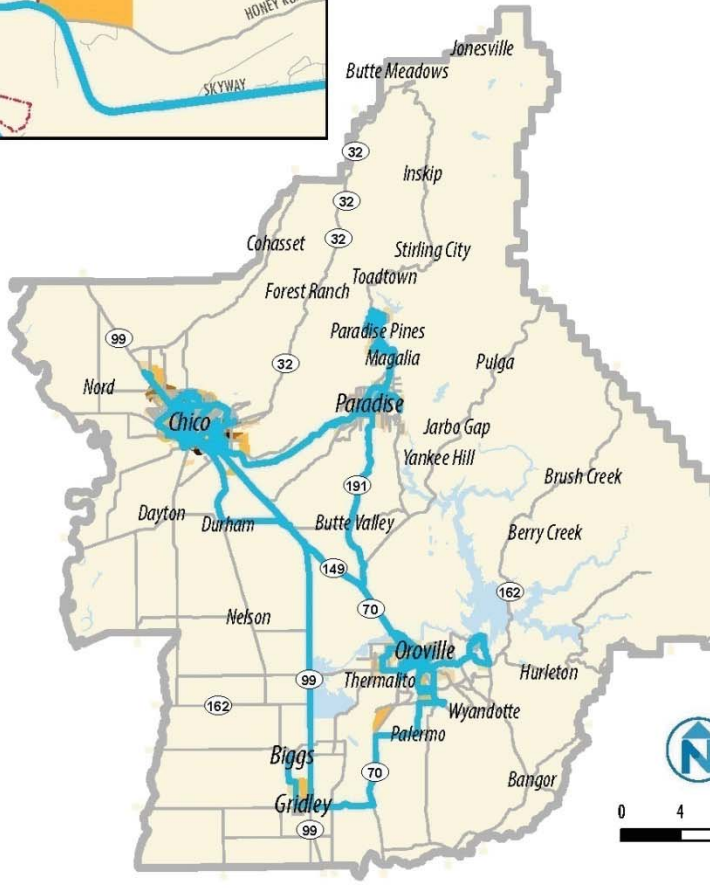 HONEY RU
SKYWAY
Jonesville
Butte Meadows
32
Inskip
32
32
Cohasset
Stirling City
Toadtown
Forest Ranch
99
Paradise Pines
Magalia
32
Pulga
Nord
Paradise
Chico
Jarbo Gap
Yankee Hill
Brush Creek
191
Dayton
Durham
Butte Valley
Berry Creek
149
162
70
Nelson
Oroville
Hurleton
Thermalito
99
162
Wyandotte
Palermo
N
Biggs
70
Bangor
Gridley
0 4
99